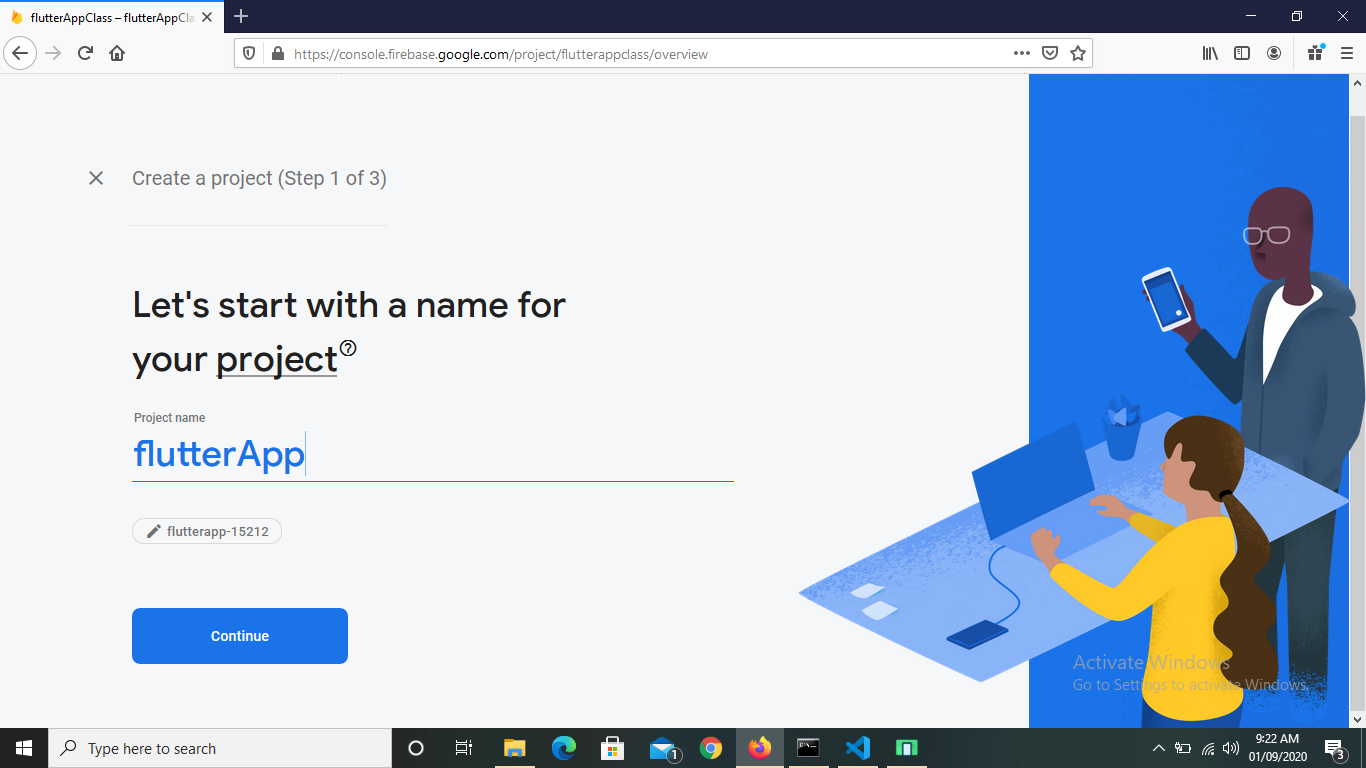 flutterAppClass – flutterAppCla
https://console.firebase.google.com/project/flutterappclass/overview
Create a project (Step 1 of 3)
Let's start with a name for
your project
Project name
flutterApp
flutterapp-15212
Continue
Activate Windows
Go to Settings to activate Windows.
Type here to search
1
9:22 AM
01/09/2020
3